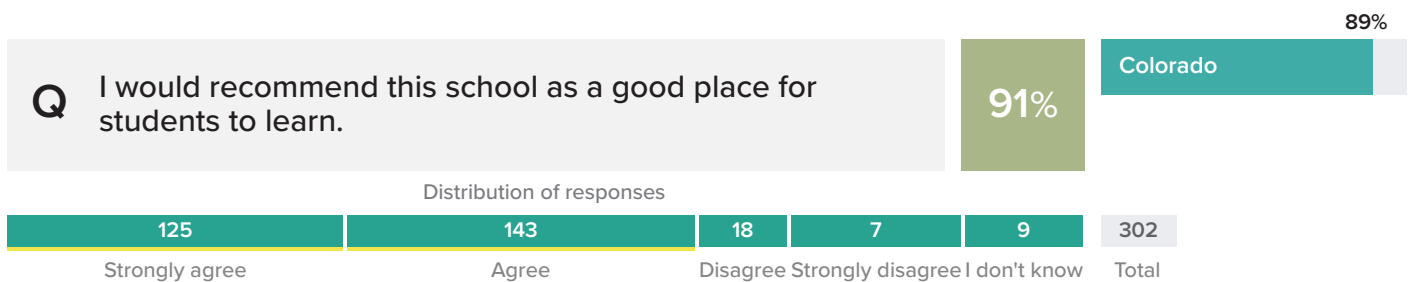 89%
Q
I would recommend this school as a good place for
students to learn.
91%
Colorado
Distribution of responses
125 143 18 7 9 302
Strongly agree Agree Disagree Strongly disagree I don't know Total